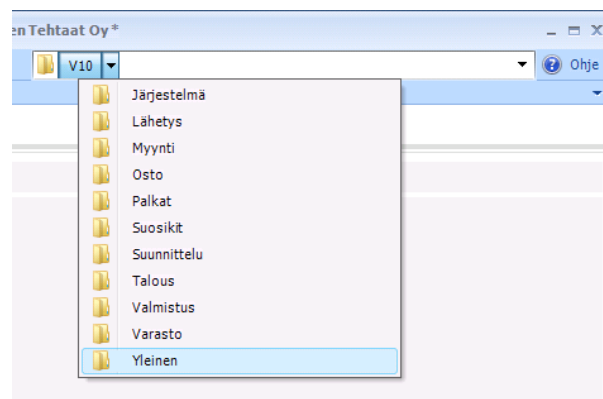 en Tehtaat Oy*
V10
Ohje
Järjestelmä
Lähetys
Myynti
Osto
Palkat
Suosikit
Suunnittelu
Talous
Valmistus
Varasto
Yleinen